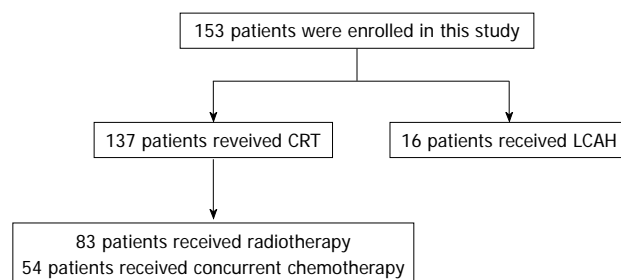 153 patients were enrolled in this study
137 patients reveived CRT
16 patients received LCAH
83 patients received radiotherapy
54 patients received concurrent chemotherapy